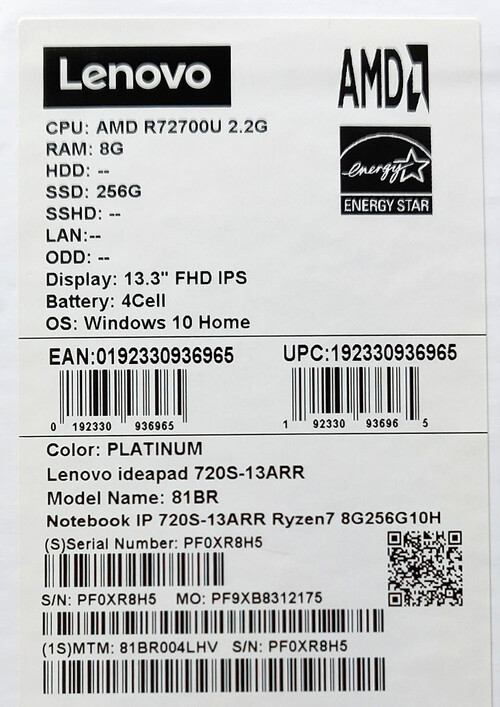 Lenovo
AMD
CPU: AMD R72700U 2.2G
RAM: 8G
HDD: --
SSD: 256G
SSHD: --
LAN:--
ODD: --
Display: 13.3" FHD IPS
Battery: 4Cell
OS: Windows 10 Home
energy
ENERGY STAR
EAN:0192330936965
UPC:192330936965
0 192330 936965
1 92330 93696 5
Color: PLATINUM
Lenovo ideapad 720S-13ARR
Model Name: 81BR
Notebook IP 720S-13ARR Ryzen7 8G256G10H
(S)Serial Number: PF0XR8H5
S/N: PF0XR8H5 MO: PF9XB8312175
(1S)MTM: 81BR004LHV S/N: PF0XR8H5